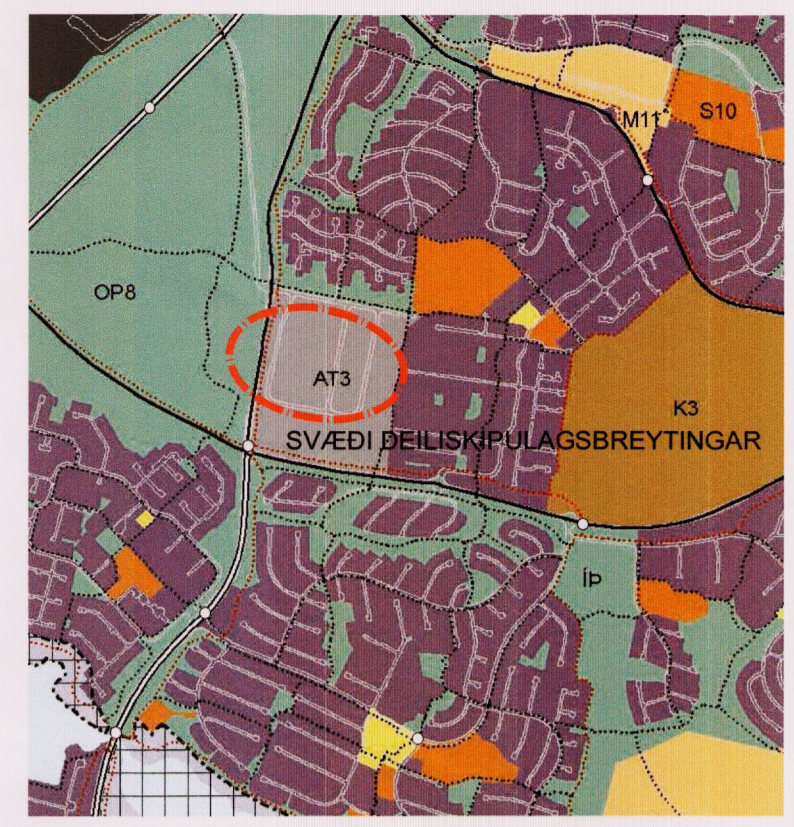 M11
S10
OP8
AT3
K3
SVÆÐI DEILISKIPULAGSBREYTINGAR
ÍÞ